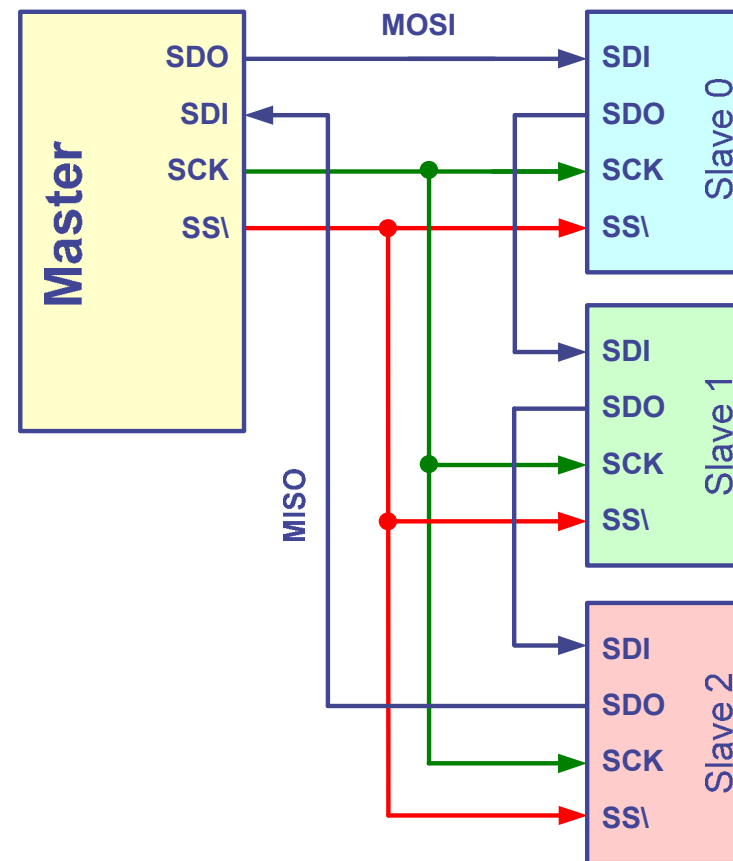 MOSI
Master
SDO
SDI
SCK
SS\
MISO
Slave 0
SDI
SDO
SCK
SS\
Slave 1
SDI
SDO
SCK
SS\
Slave 2
SDI
SDO
SCK
SS\